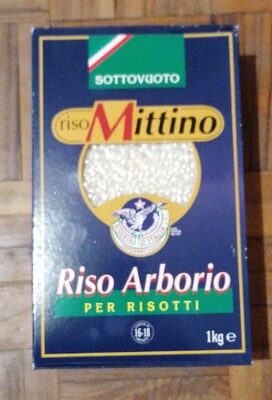 SOTTOVUOTO
riso Mittino
Riso Arborio
PER RISOTTI
16-18
1kg e